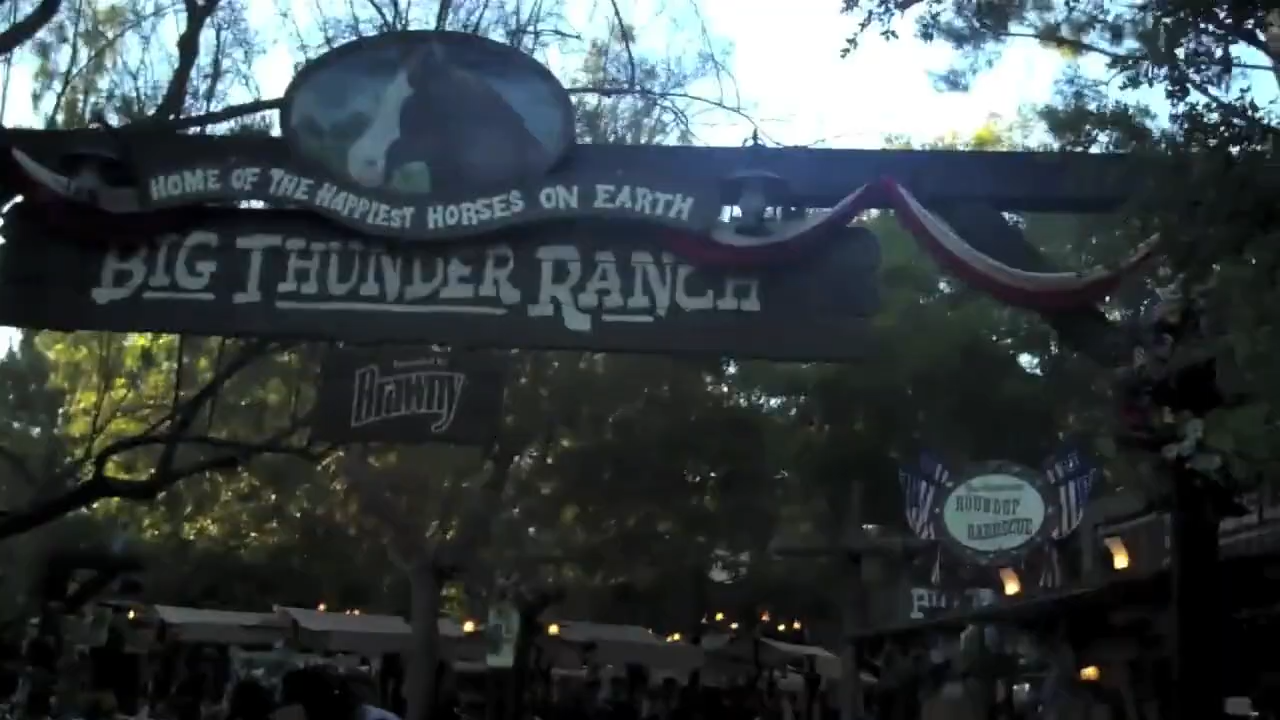 HOME OF THE HAPPIEST HORSES ON EARTH
BIG THUNDER RANCH
Brawny
ROUNDUP
BARBECUE